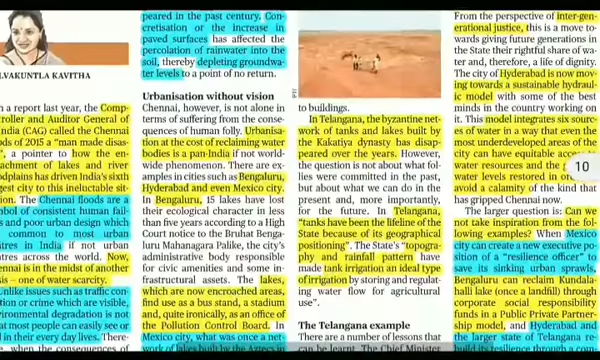 LVAKUNTLA KAVITHA
a report last year, the Comp-
roller and Auditor General of
ndia (CAG) called the Chennai
ods of 2015 a "man made disas-
", a pointer to how the en-
achment of lakes and river
odplains has driven India's sixth
gest city to this ineluctable sit-
ion. The Chennai floods are a
bol of consistent human fail-
s and poor urban design which
common to most urban
tres in India if not urban
tres across the world. Now,
ennai is in the midst of another
sis – one of water scarcity.
Unlike issues such as traffic con-
tion or crime which are visible,
ironmental degradation is not
at most people can easily see or
l in their every day lives. There-
e, when the consequences of
peared in the past century. Con-
cretisation or the increase in
paved surfaces has affected the
percolation of rainwater into the
soil, thereby depleting groundwa-
ter levels to a point of no return.
Urbanisation without vision
Chennai, however, is not alone in
terms of suffering from the conse-
quences of human folly. Urbanisa-
tion at the cost of reclaiming water
bodies is a pan-India if not world-
wide phenomenon. There are ex-
amples in cities such as Bengaluru,
Hyderabad and even Mexico city.
In Bengaluru, 15 lakes have lost
their ecological character in less
than five years according to a High
Court notice to the Bruhat Benga-
luru Mahanagara Palike, the city's
administrative body responsible
for civic amenities and some in-
frastructural assets. The lakes,
which are now encroached areas,
find use as a bus stand, a stadium
and, quite ironically, as an office of
the Pollution Control Board. In
Mexico city, what was once a net-
work of lakes built by the Aztecs in
to buildings.
In Telangana, the byzantine net-
work of tanks and lakes built by
the Kakatiya dynasty has disap-
peared over the years. However,
the question is not about what fol-
lies were committed in the past,
but about what we can do in the
present and, more importantly,
for the future. In Telangana,
"tanks have been the lifeline of the
State because of its geographical
positioning". The State's "topogra-
phy and rainfall pattern have
made tank irrigation an ideal type
of irrigation by storing and regulat-
ing water flow for agricultural
use".
The Telangana example
There are a number of lessons that
can be learnt. The Chief Minister
From the perspective of inter-gen-
erational justice, this is a move to-
wards giving future generations in
the State their rightful share of wa-
ter and, therefore, a life of dignity.
The city of Hyderabad is now mov-
ing towards a sustainable hydraul-
ic model with some of the best
minds in the country working on
it. This model integrates six sourc-
es of water in a way that even the
most underdeveloped areas of the
city can have equitable
water resources and the
water levels restored in
avoid a calamity of the kind that
has gripped Chennai now.
The larger question is: Can we
not take inspiration from the fol-
lowing examples? When Mexico
city can create a new executive po-
sition of a "resilience officer" to
save its sinking urban sprawls,
Bengaluru can reclaim Kundala-
halli lake (once a landfill) through
corporate social responsibility
funds in a Public Private Partner-
ship model, and Hyderabad and
the larger state of Telangana re-
build its resilience through a com-
10